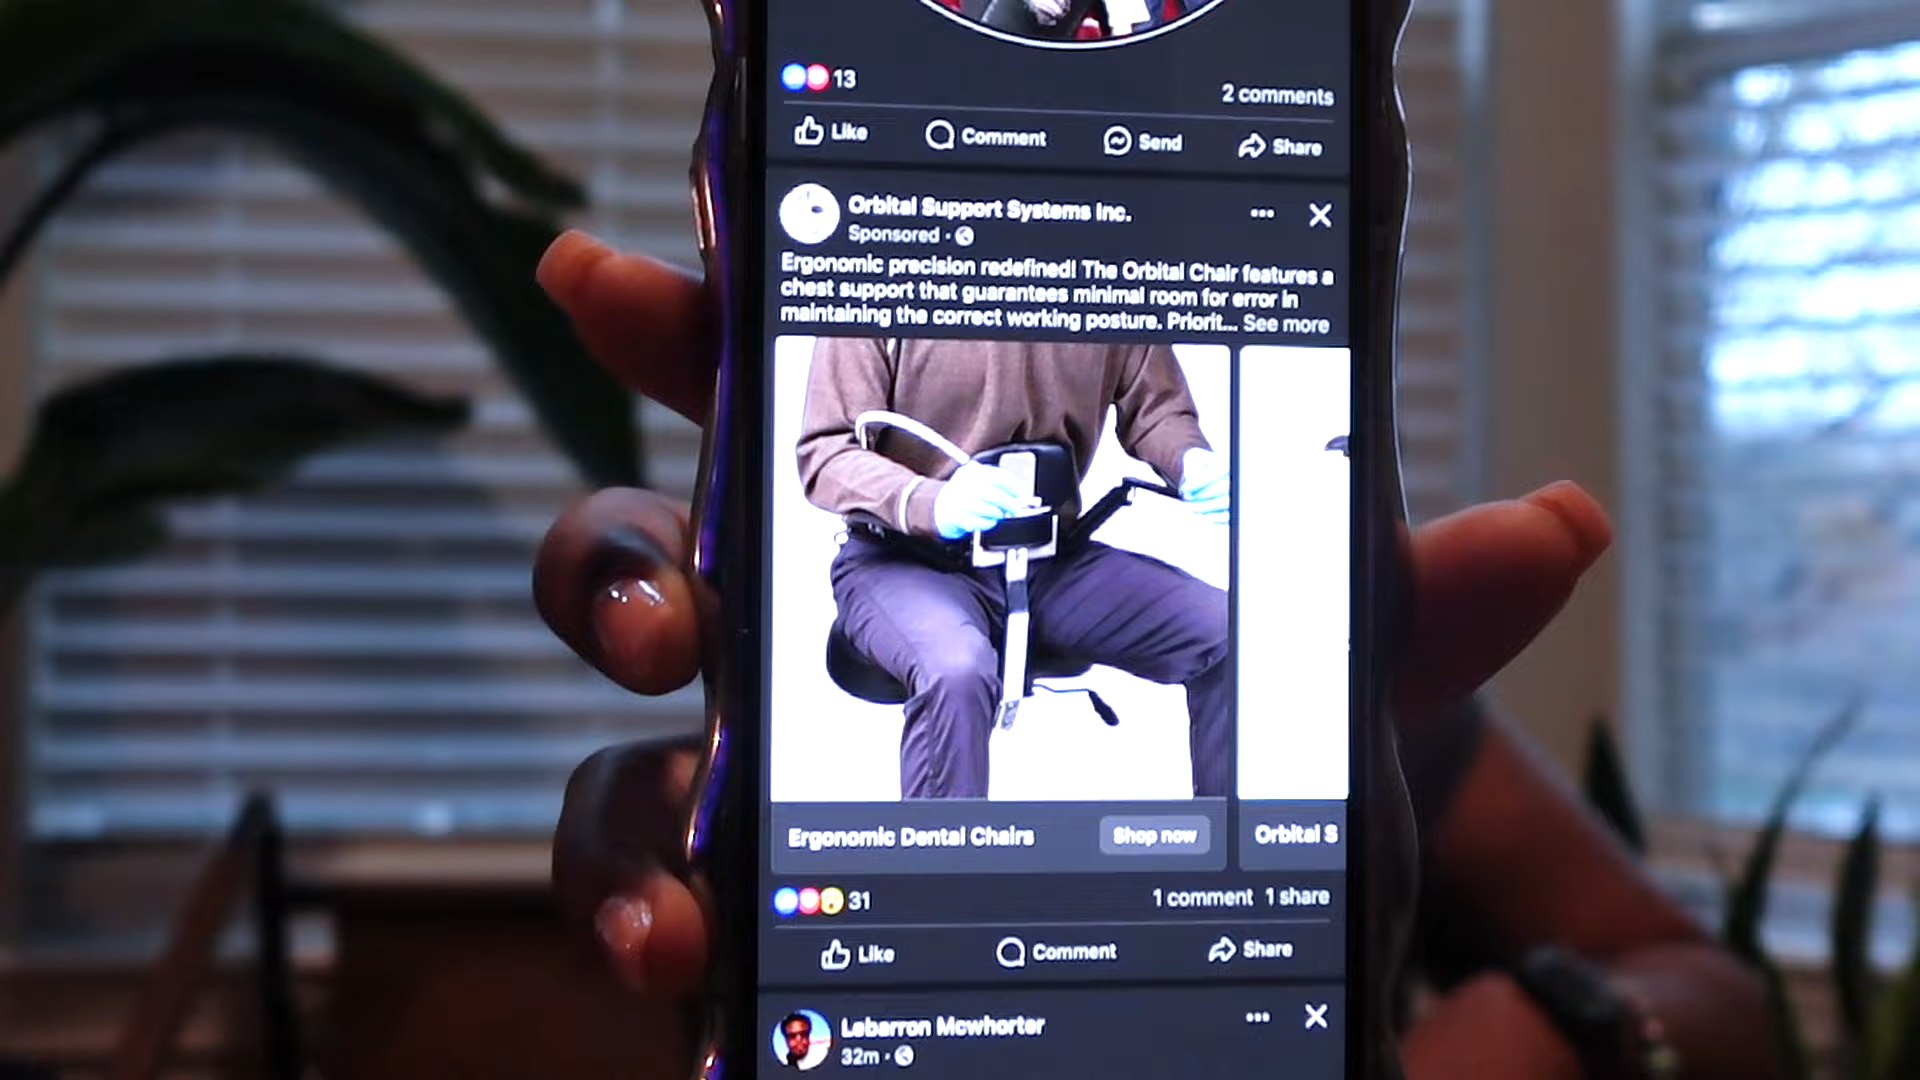 13
2 comments
Like Comment Send Share
Orbital Support Systems Inc.
Sponsored ·
Ergonomic precision redefined! The Orbital Chair features a
chest support that guarantees minimal room for error in
maintaining the correct working posture. Priorit... See more
Ergonomic Dental Chairs Shop now Orbital S
31 1 comment 1 share
Like Comment Share
Lebarron Mcwhorter
32m ·